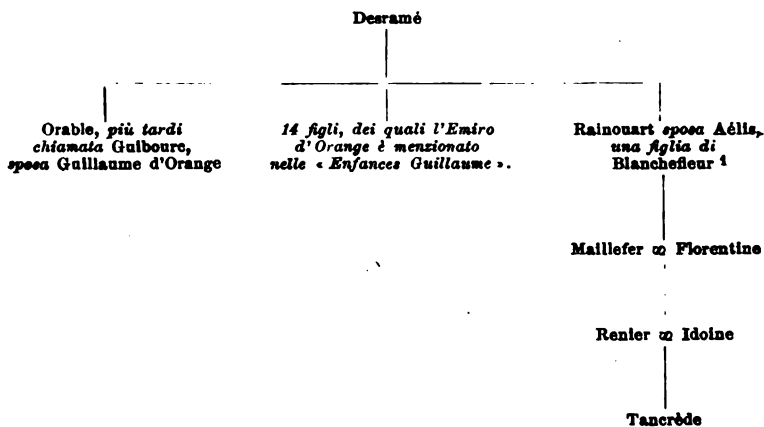 Desramé
Orable, più tardi
chiamata Guibourc,
sposa Guillaume d'Orange
14 figli, dei quali l'Emiro
d'Orange è menzionato
nelle « Enfances Guillaume ».
Rainouart sposa Aélis,
una figlia di
Blanchefleur 1
Maillefer ∞ Florentine
Renier ∞ Idoine
Tancrède